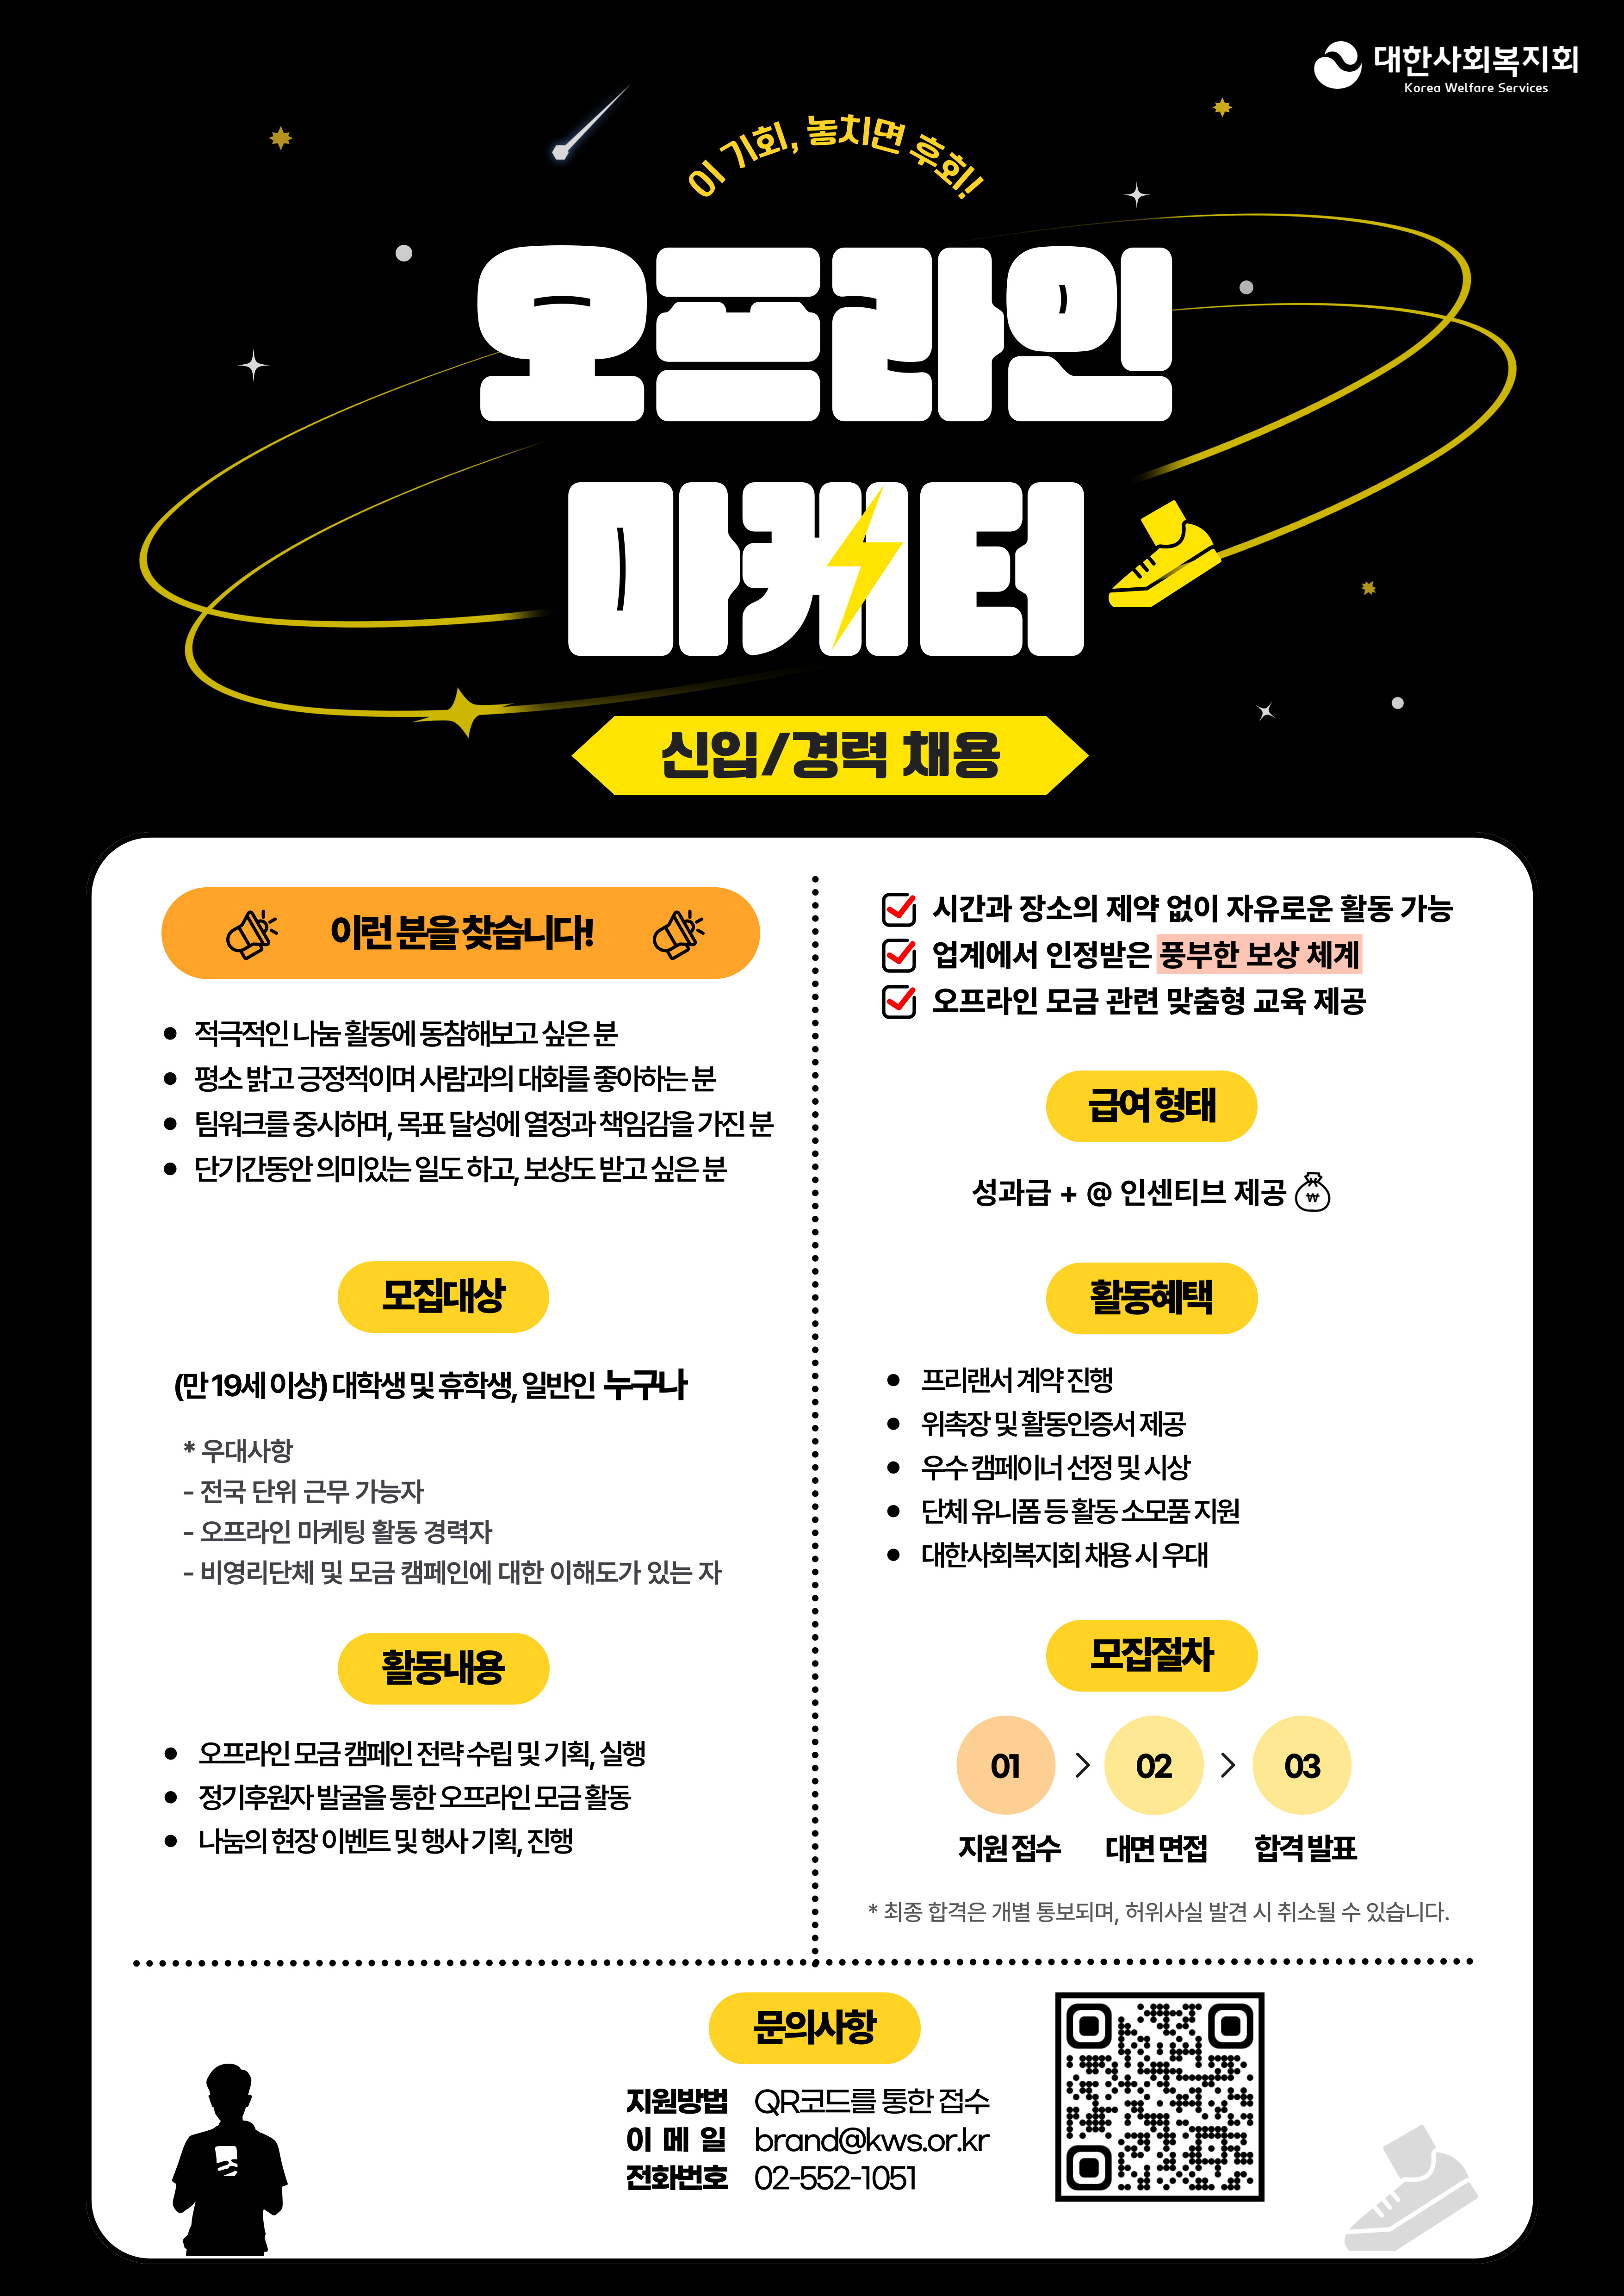 대한사회복지회
Korea Welfare Services
이 기회, 놓치면 후회!
오프라인
마케터
신입/경력 채용
이런 분을 찾습니다!
적극적인 나눔 활동에 동참해보고 싶은 분
평소 밝고 긍정적이며 사람과의 대화를 좋아하는 분
팀워크를 중시하며, 목표 달성에 열정과 책임감을 가진 분
단기간동안 의미있는 일도 하고, 보상도 받고 싶은 분
모집대상
(만 19세 이상) 대학생 및 휴학생, 일반인 누구나
* 우대사항
- 전국 단위 근무 가능자
- 오프라인 마케팅 활동 경력자
- 비영리단체 및 모금 캠페인에 대한 이해도가 있는 자
활동내용
오프라인 모금 캠페인 전략 수립 및 기획, 실행
정기후원자 발굴을 통한 오프라인 모금 활동
나눔의 현장 이벤트 및 행사 기획, 진행
시간과 장소의 제약 없이 자유로운 활동 가능
업계에서 인정받은 풍부한 보상 체계
오프라인 모금 관련 맞춤형 교육 제공
급여 형태
성과급 + @ 인센티브 제공
₩
활동혜택
프리랜서 계약 진행
위촉장 및 활동인증서 제공
우수 캠페이너 선정 및 시상
단체 유니폼 등 활동 소모품 지원
대한사회복지회 채용 시 우대
모집절차
01 > 02 > 03
지원 접수 대면 면접 합격 발표
* 최종 합격은 개별 통보되며, 허위사실 발견 시 취소될 수 있습니다.
문의사항
지원방법 QR코드를 통한 접수
이 메 일 brand@kws.or.kr
전화번호 02-552-1051